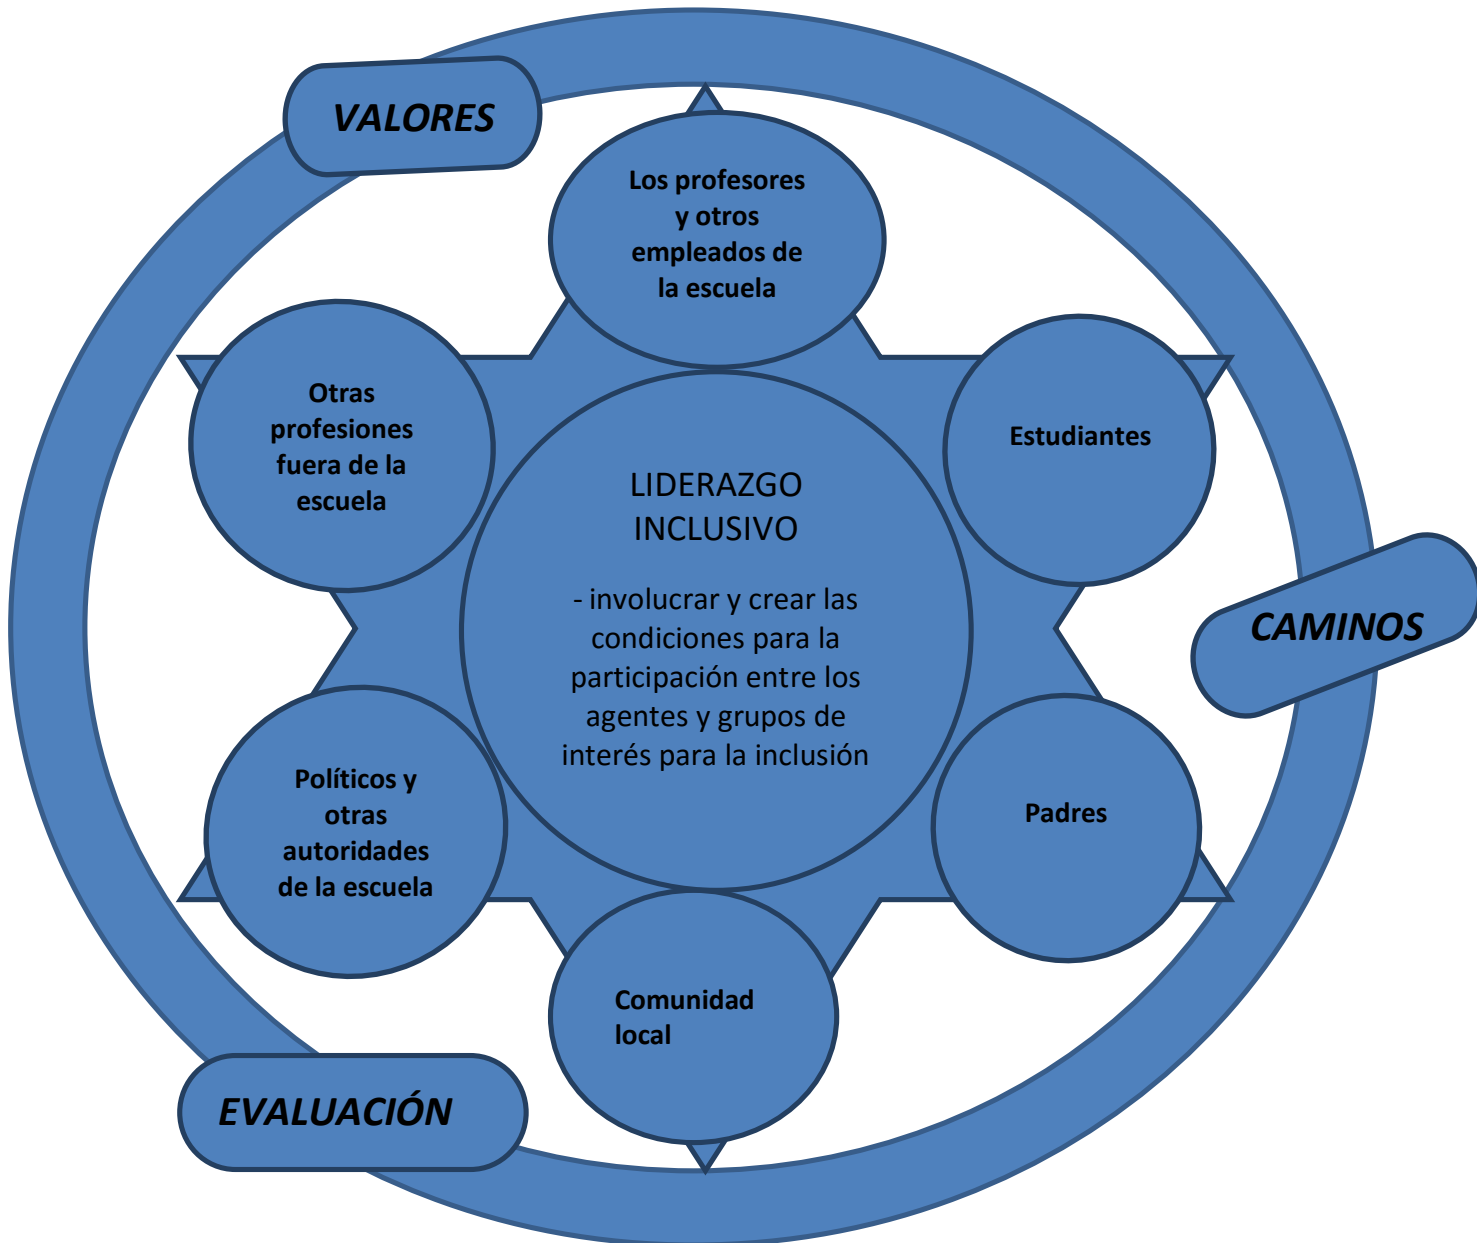 VALORES
Los profesores
y otros
empleados de
la escuela
Otras
profesiones
fuera de la
escuela
Estudiantes
LIDERAZGO
INCLUSIVO
- involucrar y crear las
condiciones para la
participación entre los
agentes y grupos de
interés para la inclusión
CAMINOS
Políticos y
otras
autoridades
de la escuela
Padres
Comunidad
local
EVALUACIÓN